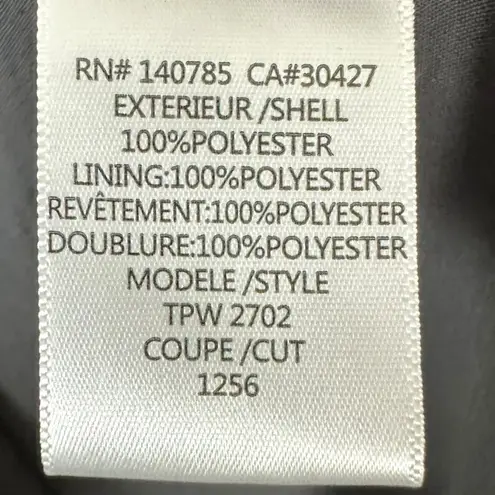 RN# 140785 CA#30427
EXTERIEUR/SHELL
100%POLYESTER
LINING:100%POLYESTER
REVÊTEMENT:100%POLYESTER
DOUBLURE:100%POLYESTER
MODELE/STYLE
TPW 2702
COUPE/CUT
1256